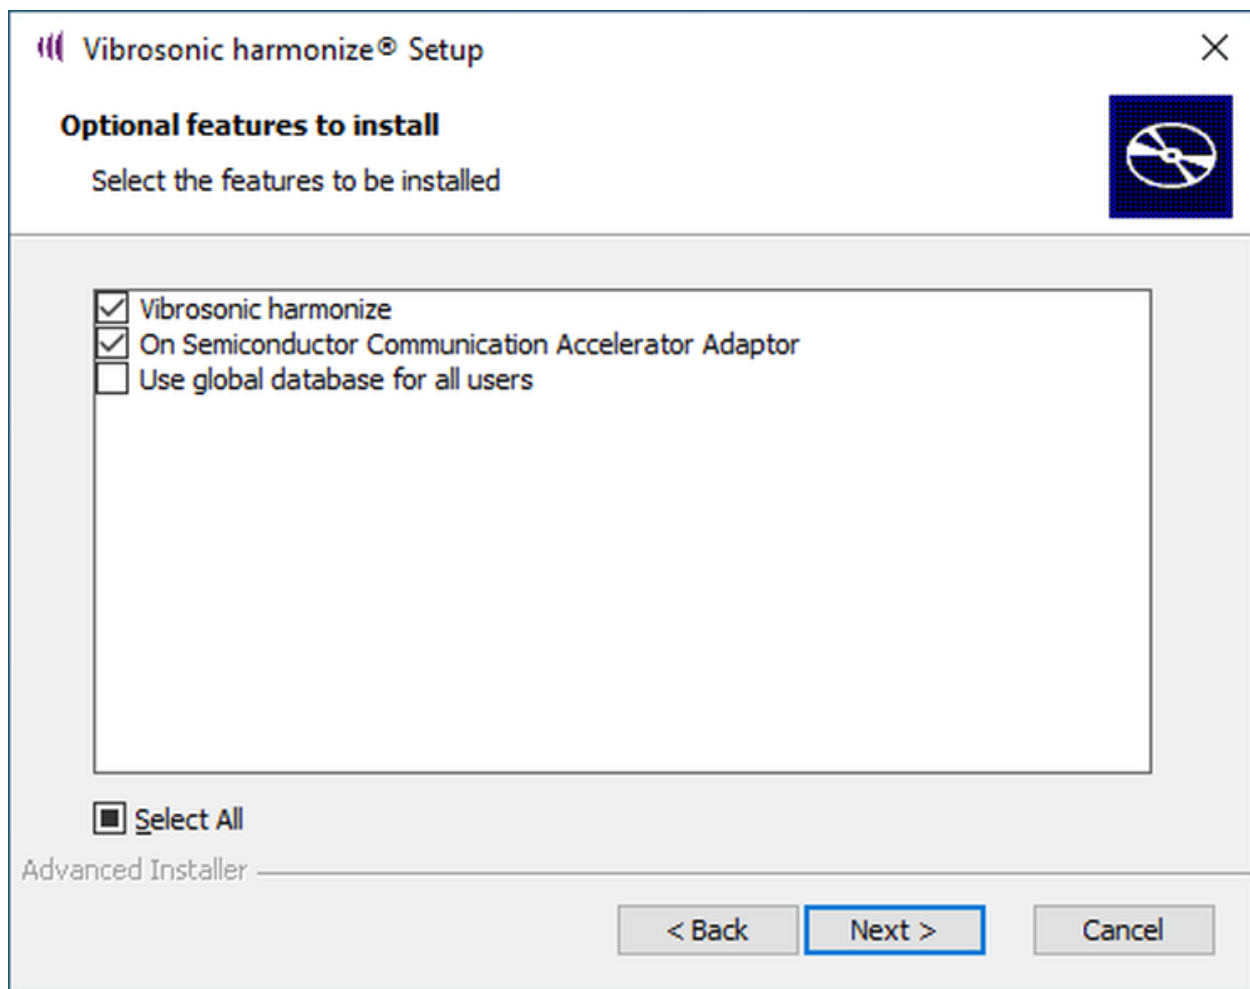 Vibrosonic harmonize® Setup
Optional features to install
Select the features to be installed
Vibrosonic harmonize
On Semiconductor Communication Accelerator Adaptor
Use global database for all users
Select All
Advanced Installer
< Back
Next >
Cancel